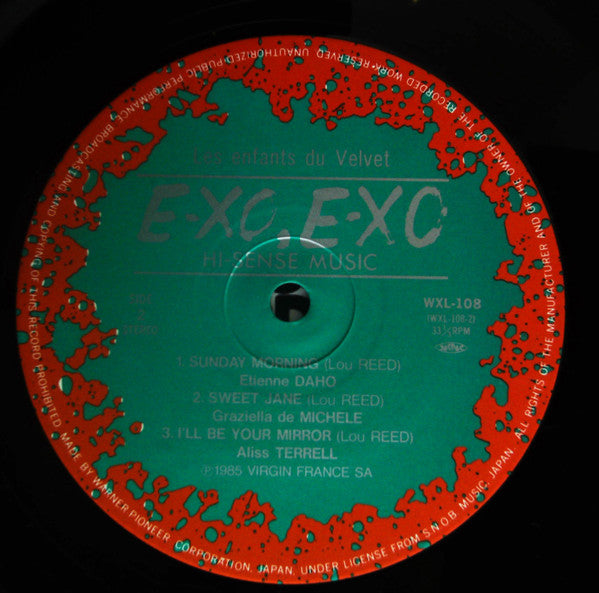 Les enfants du Velvet
E-XO, E-XO
HI-SENSE MUSIC
SIDE
2
STEREO
WXL-108
(WXL-108-2)
33⅓RPM
1. SUNDAY MORNING (Lou REED)
Etienne DAHO
2. SWEET JANE (Lou REED)
Graziella de MICHELE
3. I'LL BE YOUR MIRROR (Lou REED)
Aliss TERRELL
Ⓟ1985 VIRGIN FRANCE SA
ALL RIGHTS OF THE MANUFACTURER AND OF THE OWNER OF THE RECORDED WORK RESERVED. UNAUTHORIZED PUBLIC PERFORMANCE, BROADCASTING AND COPYING OF THIS RECORD PROHIBITED. MADE BY WARNER-PIONEER CORPORATION, JAPAN, UNDER LICENSE FROM S·N·O·B. MUSIC, JAPAN.